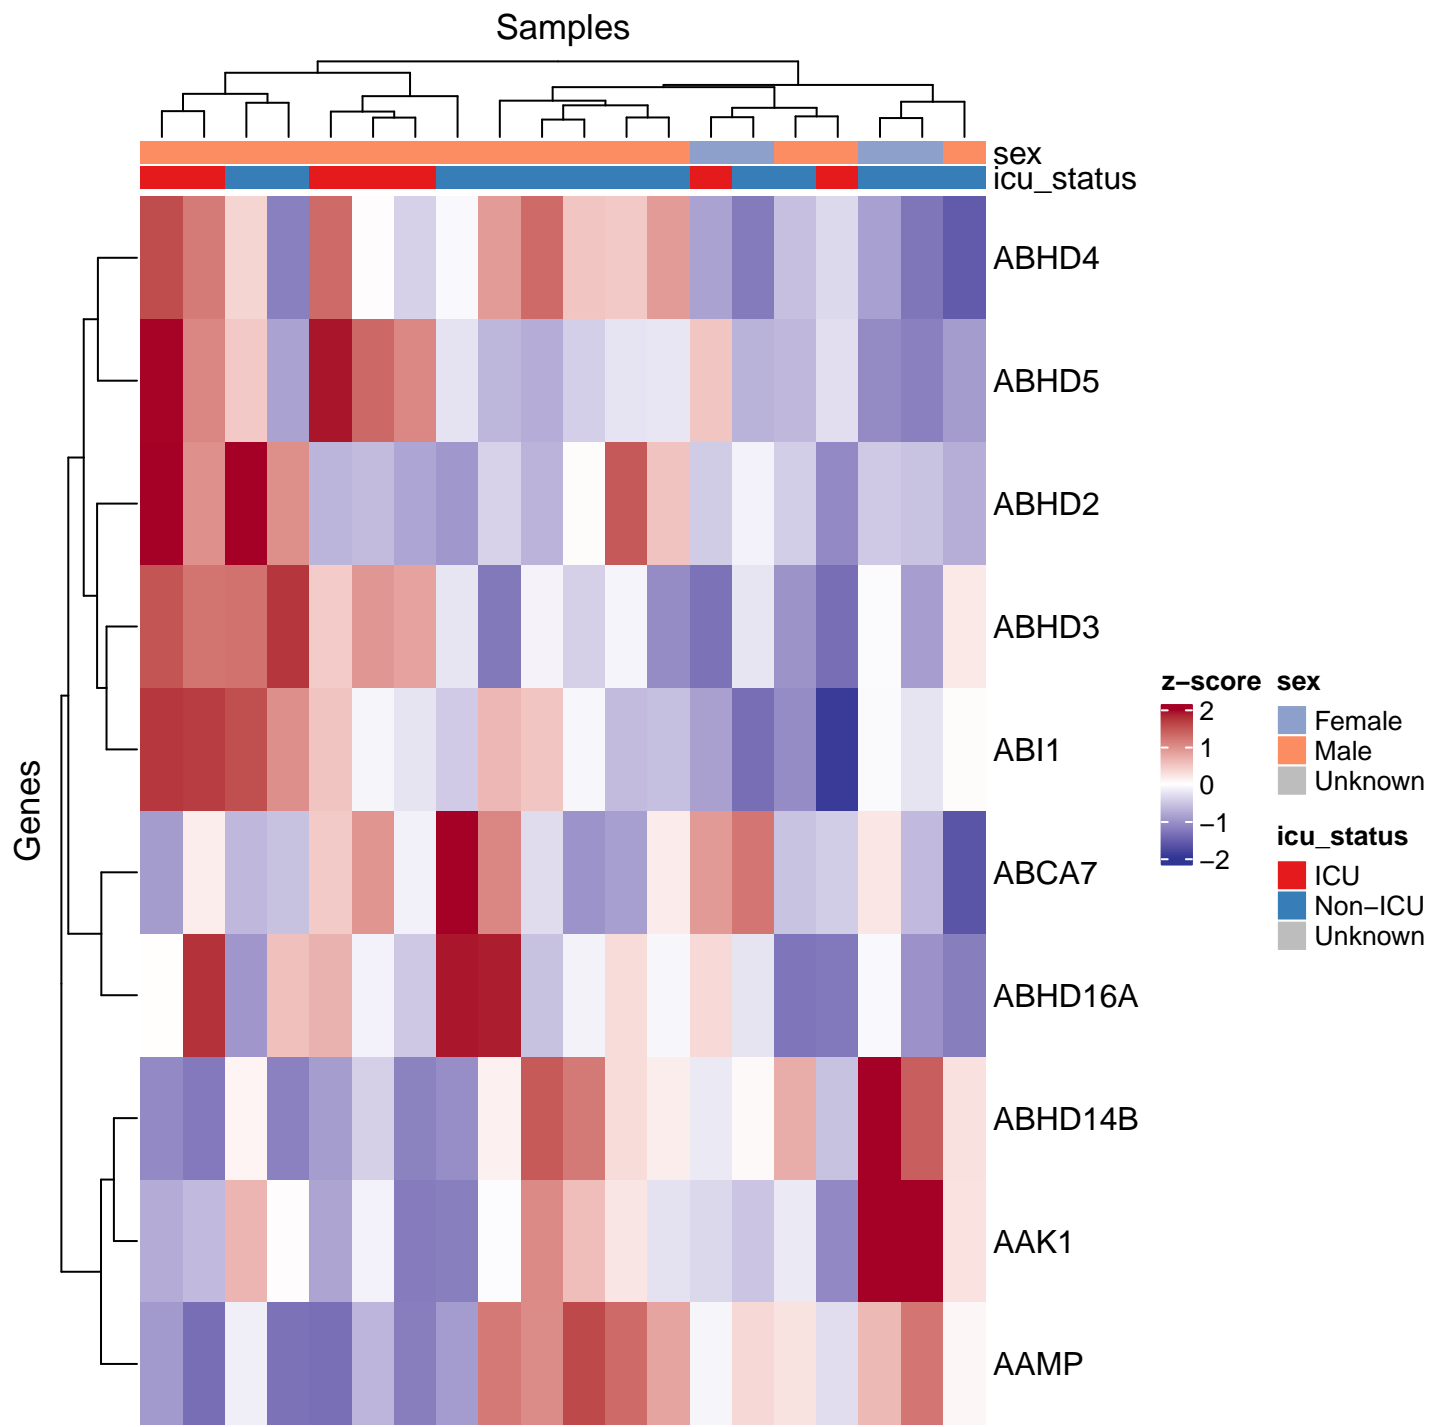 Samples
sex
icu_status
ABHD4
ABHD5
ABHD2
ABHD3
ABI1
ABCA7
ABHD16A
ABHD14B
AAK1
AAMP
Genes
z−score
2
1
0
−1
−2
sex
Female
Male
Unknown
icu_status
ICU
Non−ICU
Unknown